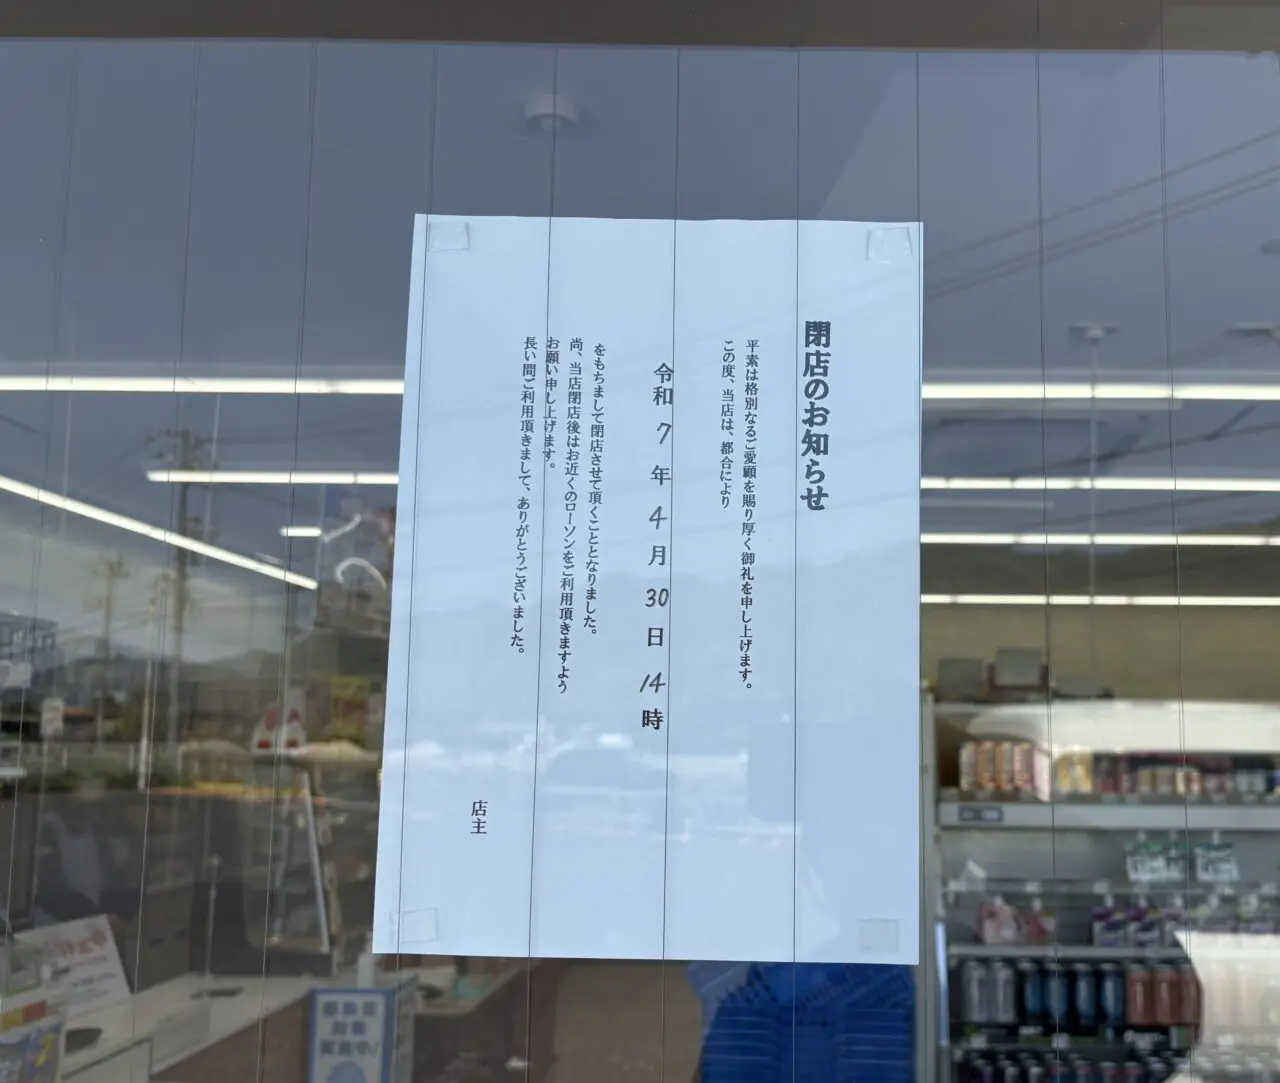 閉店のお知らせ
平素は格別なるご愛顧を賜り厚く御礼を申し上げます。
この度、当店は、都合により
令和7年4月30日14時
をもちまして閉店させて頂くこととなりました。
尚、当店閉店後はお近くのローソンをご利用頂きますよう
お願い申し上げます。
長い間ご利用頂きまして、ありがとうございました。
店主